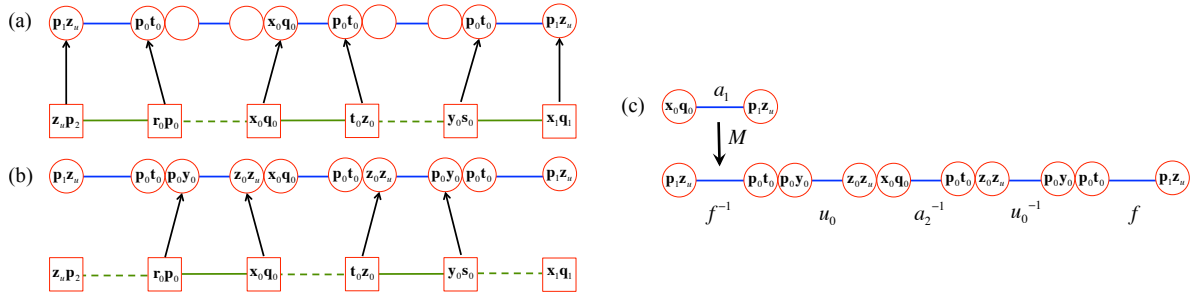 (a) p₁zᵤ p₀t₀ x₀q₀ p₀t₀ p₀t₀ p₁zᵤ
zᵤp₂ r₀p₀ x₀q₀ t₀z₀ y₀s₀ x₁q₁
(b) p₁zᵤ p₀t₀ p₀y₀ z₀zᵤ x₀q₀ p₀t₀ z₀zᵤ p₀y₀ p₀t₀ p₁zᵤ
zᵤp₂ r₀p₀ x₀q₀ t₀z₀ y₀s₀ x₁q₁
(c) x₀q₀ a₁ p₁zᵤ
M
p₁zᵤ p₀t₀ p₀y₀ z₀zᵤ x₀q₀ p₀t₀ z₀zᵤ p₀y₀ p₀t₀ p₁zᵤ
f⁻¹ u₀ a₂⁻¹ u₀⁻¹ f